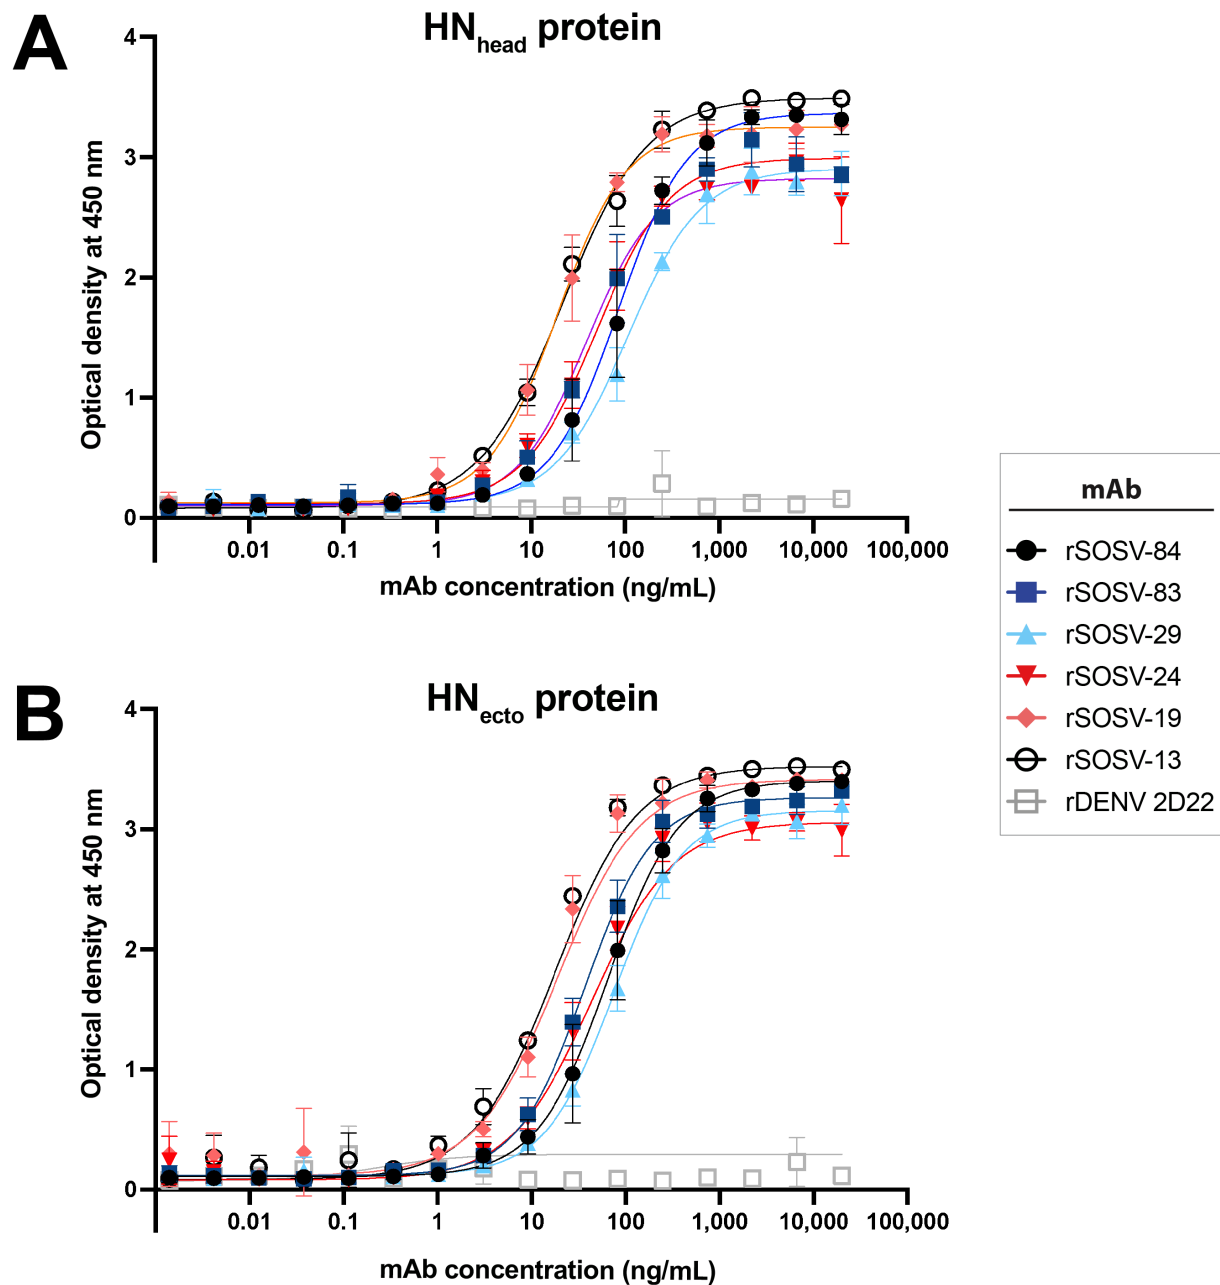 A
HNhead protein
4
3
2
1
0
Optical density at 450 nm
0.01 0.1 1 10 100 1,000 10,000 100,000
mAb concentration (ng/mL)
mAb
rSOSV-84
rSOSV-83
rSOSV-29
rSOSV-24
rSOSV-19
rSOSV-13
rDENV 2D22
B
HNecto protein
4
3
2
1
0
Optical density at 450 nm
0.01 0.1 1 10 100 1,000 10,000 100,000
mAb concentration (ng/mL)